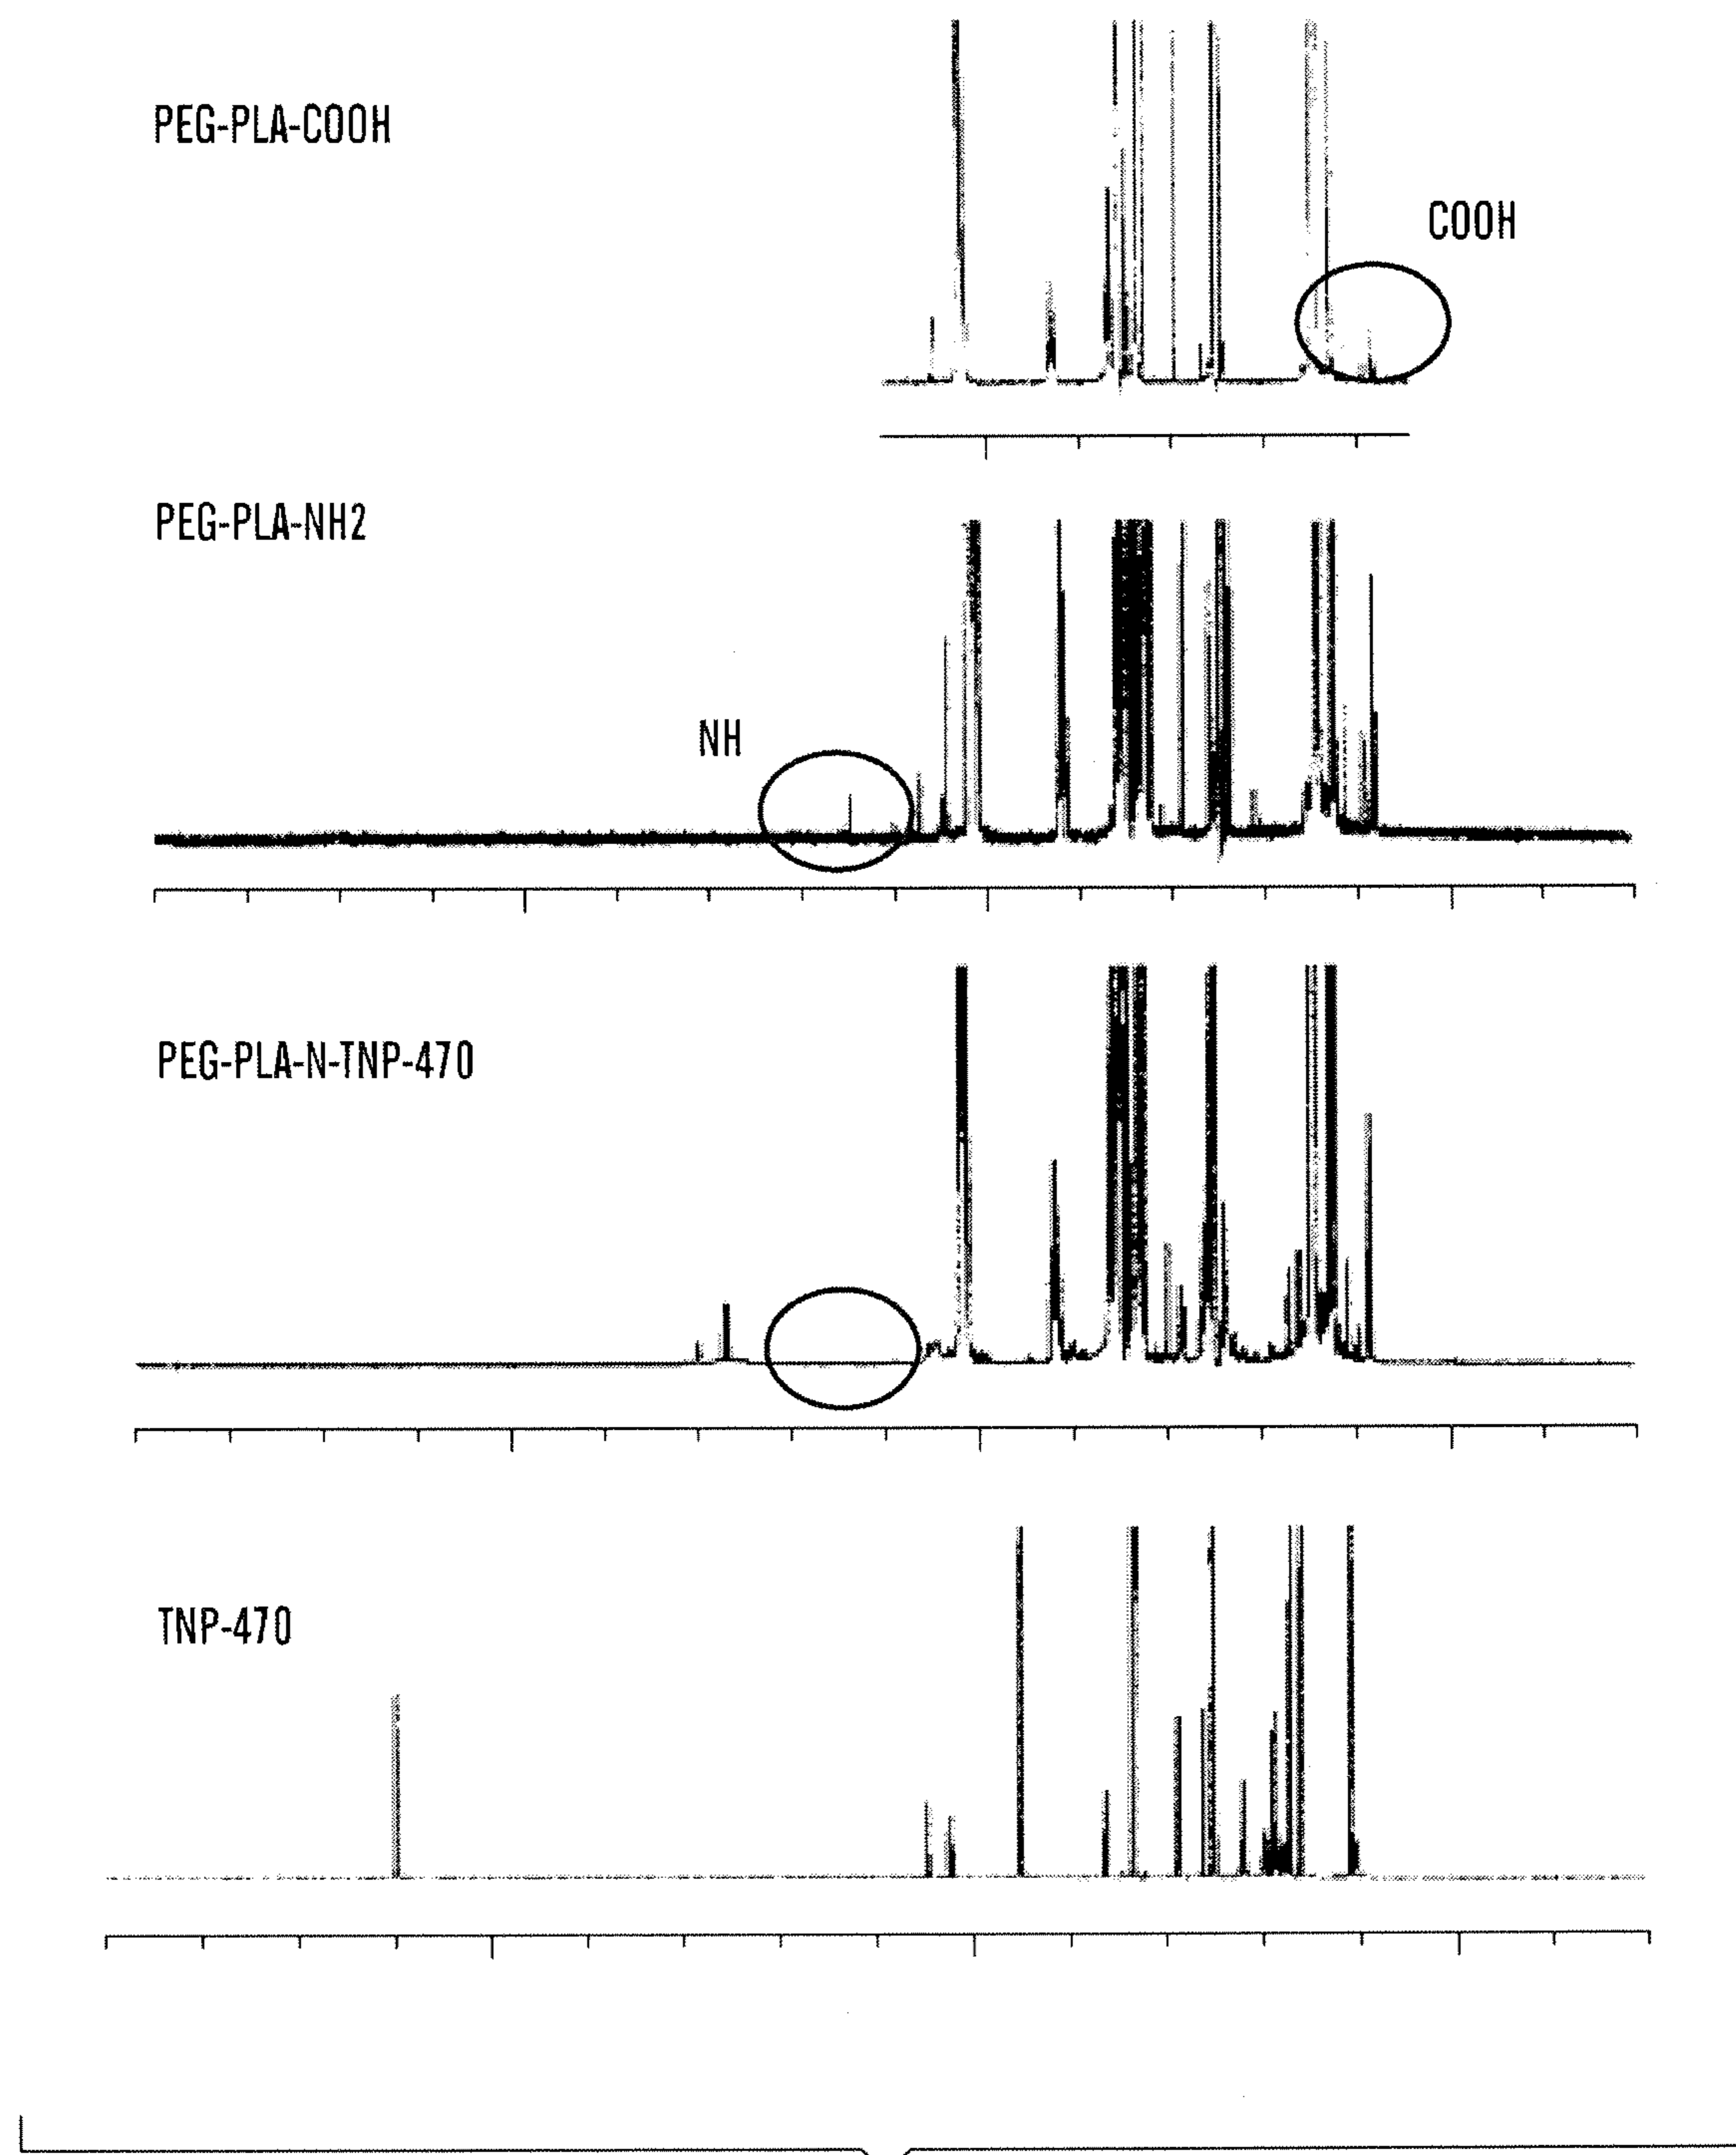 PEG-PLA-COOH
COOH
PEG-PLA-NH2
NH
PEG-PLA-N-TNP-470
TNP-470